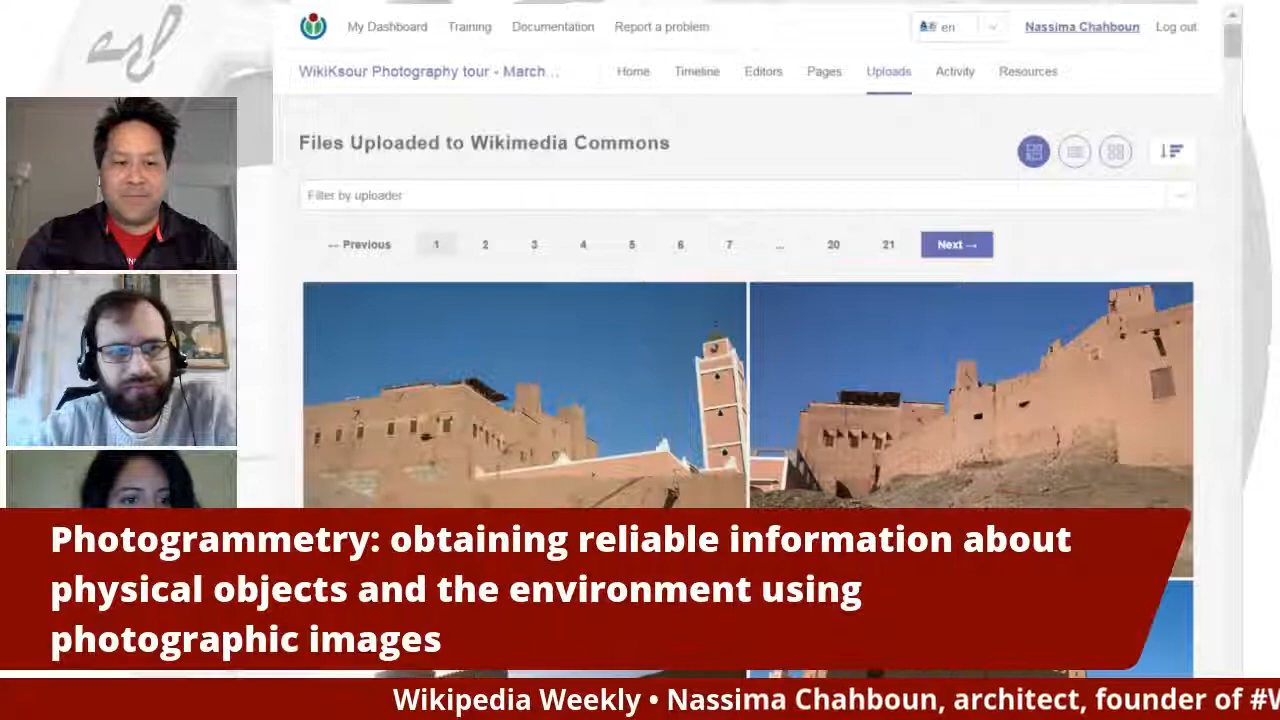 My Dashboard Training Documentation Report a problem en Nassima Chahboun Log out
WikiKsour Photography tour - March... Home Timeline Editors Pages Uploads Activity Resources
Files Uploaded to Wikimedia Commons
Filter by uploader
← Previous 1 2 3 4 5 6 7 ... 20 21 Next →
Photogrammetry: obtaining reliable information about
physical objects and the environment using
photographic images
Wikipedia Weekly • Nassima Chahboun, architect, founder of #W